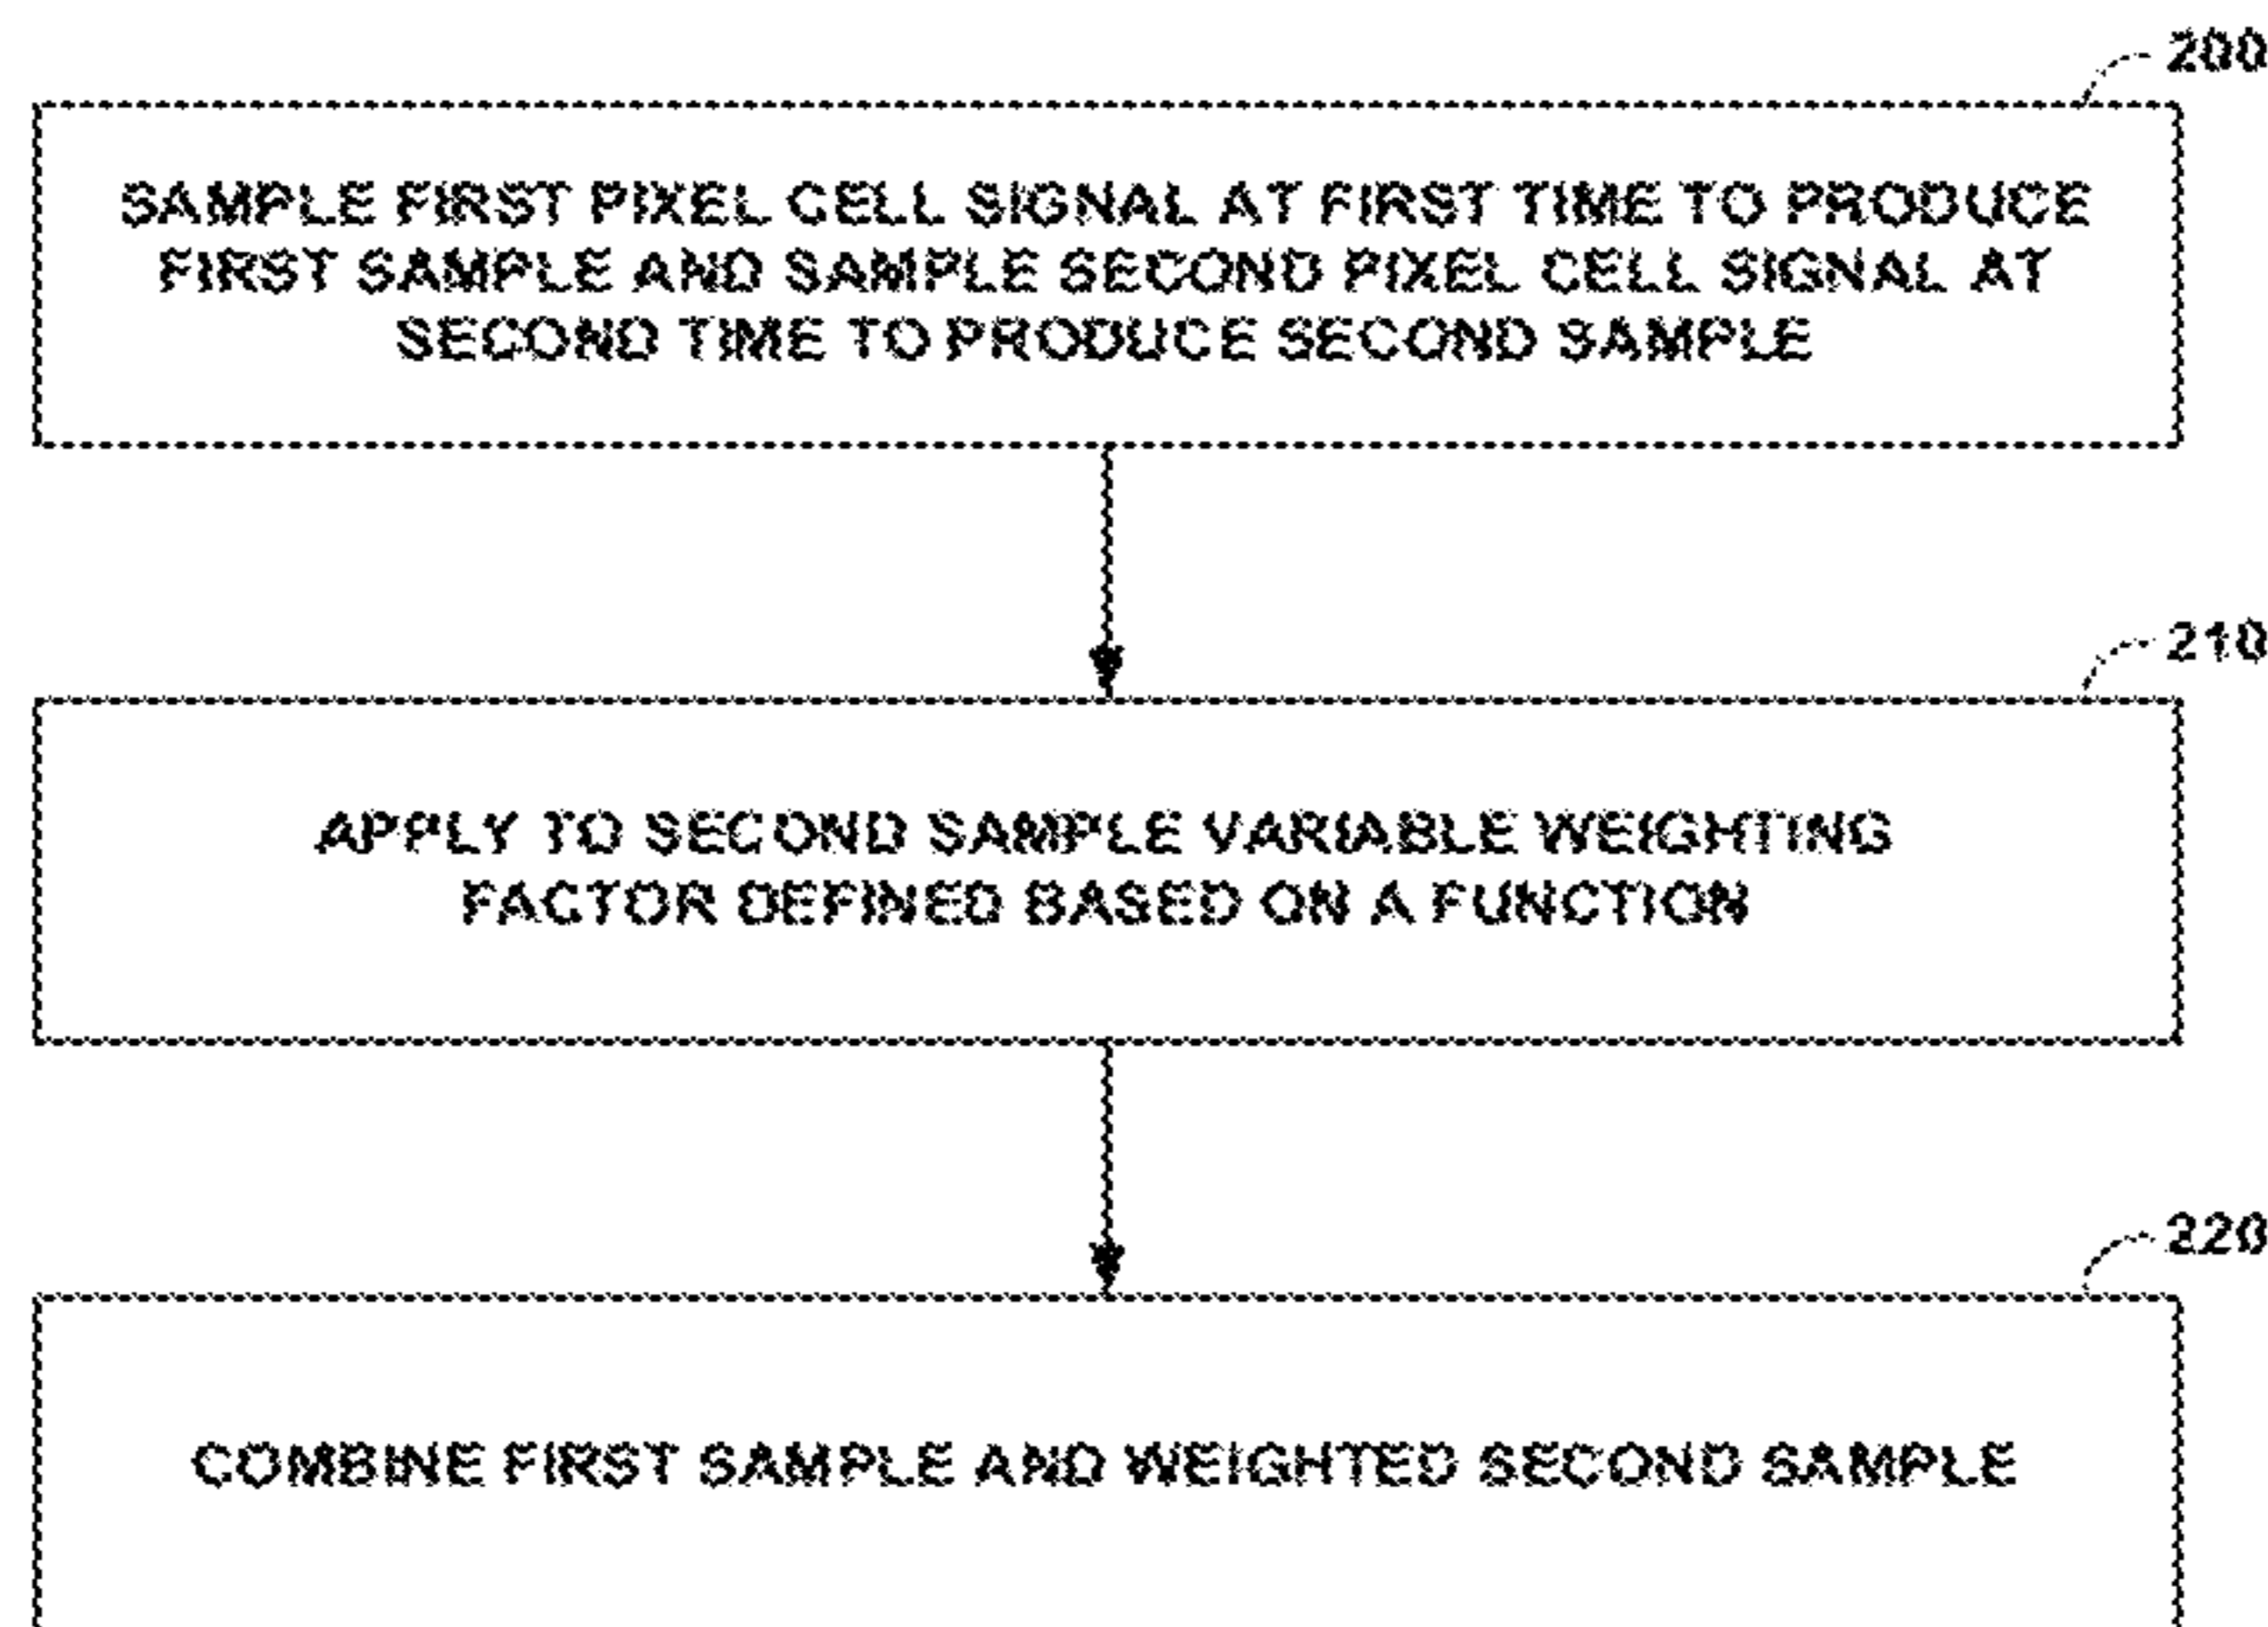 200
SAMPLE FIRST PIXEL CELL SIGNAL AT FIRST TIME TO PRODUCE
FIRST SAMPLE AND SAMPLE SECOND PIXEL CELL SIGNAL AT
SECOND TIME TO PRODUCE SECOND SAMPLE
210
APPLY TO SECOND SAMPLE VARIABLE WEIGHTING
FACTOR DEFINED BASED ON A FUNCTION
220
COMBINE FIRST SAMPLE AND WEIGHTED SECOND SAMPLE